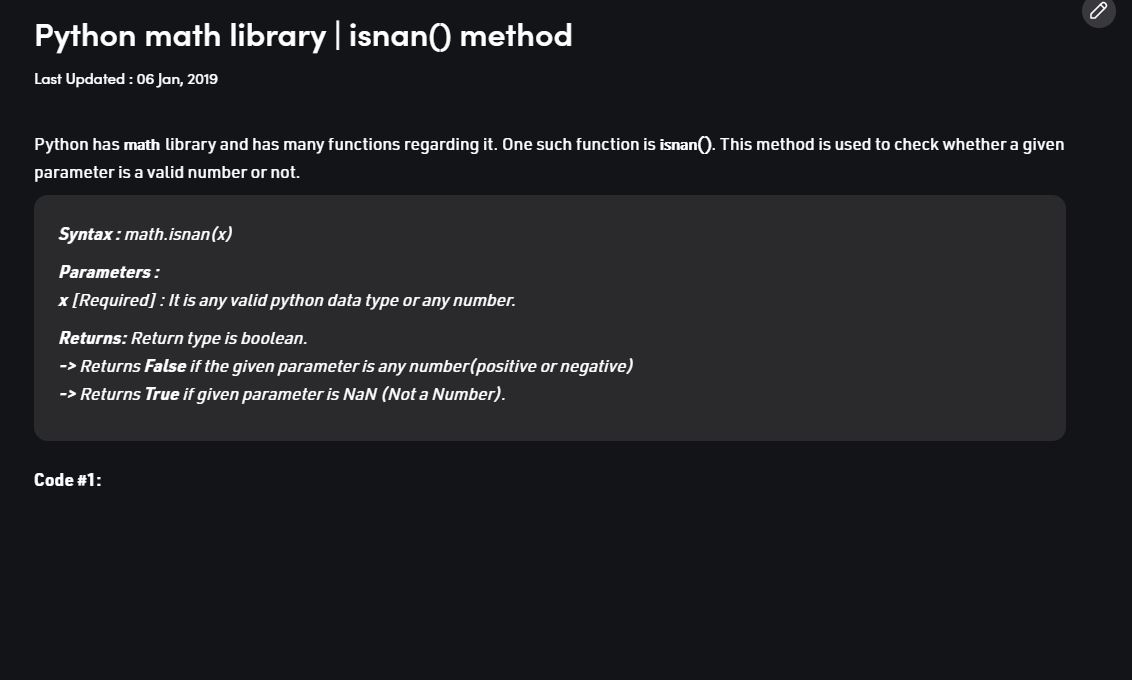 Python math library | isnan() method
Last Updated : 06 Jan, 2019
Python has math library and has many functions regarding it. One such function is isnan(). This method is used to check whether a given
parameter is a valid number or not.
Syntax : math.isnan(x)
Parameters :
x [Required] : It is any valid python data type or any number.
Returns: Return type is boolean.
-> Returns False if the given parameter is any number(positive or negative)
-> Returns True if given parameter is NaN (Not a Number).
Code #1: